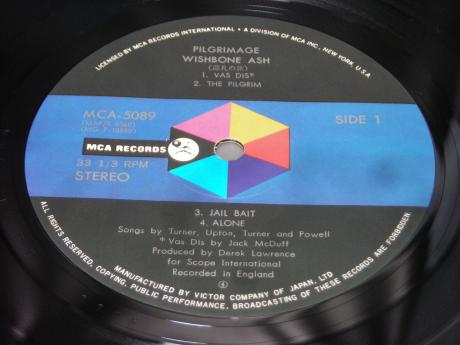 LICENSED BY MCA RECORDS INTERNATIONAL • A DIVISION OF MCA INC. NEW YORK, U.S.A.
PILGRIMAGE
WISHBONE ASH
1. VAS DIS*
2. THE PILGRIM
MCA-5089
SIDE 1
MCA RECORDS
33 1/3 RPM
STEREO
3. JAIL BAIT
4. ALONE
Songs by Turner, Upton, Turner and Powell
* Vas Dis by Jack McDuff
Produced by Derek Lawrence
for Scope International
Recorded in England
4
MANUFACTURED BY VICTOR COMPANY OF JAPAN, LTD
ALL RIGHTS RESERVED. COPYING, PUBLIC PERFORMANCE, BROADCASTING OF THESE RECORDS ARE FORBIDDEN